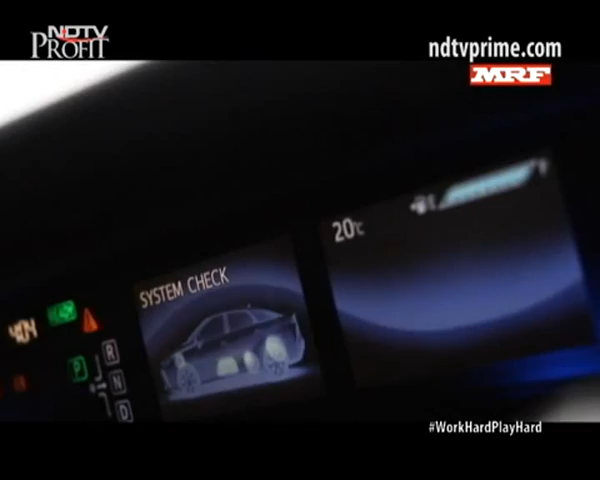 NDTV
PROFIT
ndtvprime.com
MRF
20°C
E F
SYSTEM CHECK
P
R
N
D
#WorkHardPlayHard